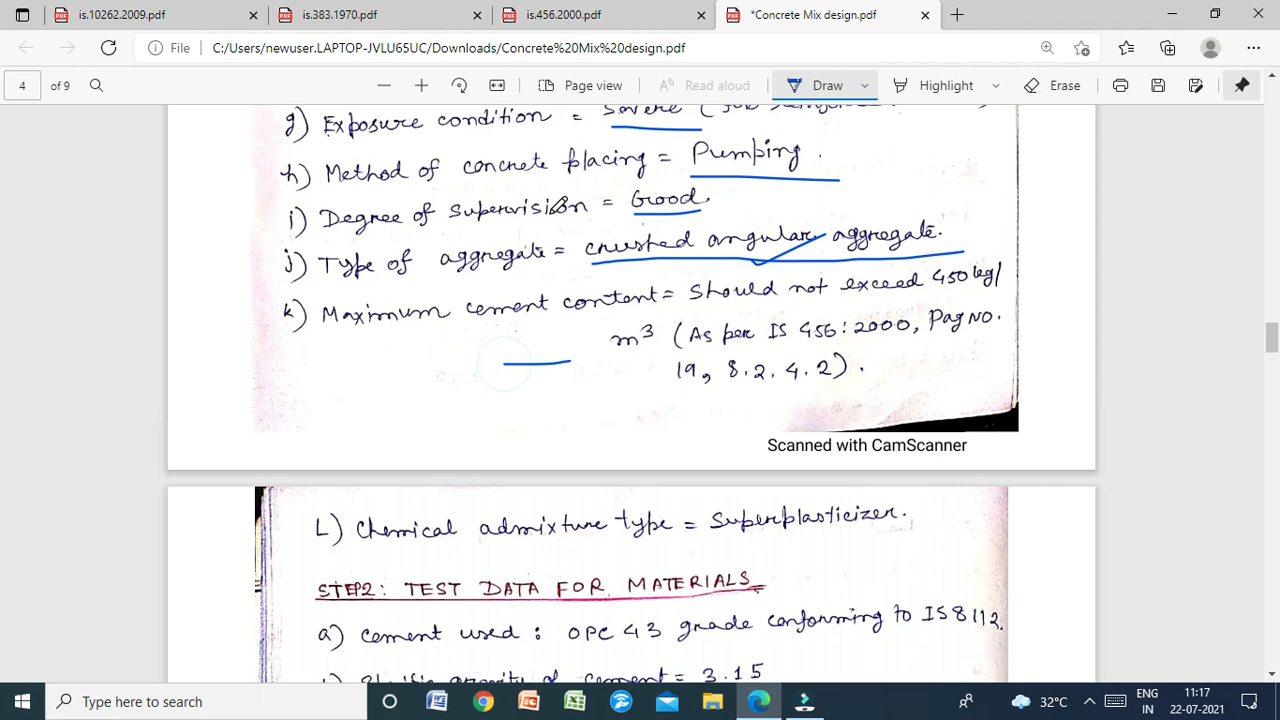 is.10262.2009.pdf
is.383.1970.pdf
is.456.2000.pdf
*Concrete Mix design.pdf
File
C:/Users/newuser.LAPTOP-JVLU65UC/Downloads/Concrete%20Mix%20design.pdf
4 of 9
Page view
Read aloud
Draw
Highlight
Erase
g) Exposure condition = Severe (
h) Method of concrete placing = Pumping.
i) Degree of supervision = Good.
j) Type of aggregate = crushed angular aggregate.
k) Maximum cement content = Should not exceed 450 kg/
m³ (As per IS 456:2000, Pag No.
19, 8.2.4.2).
Scanned with CamScanner
L) Chemical admixture type = Superplasticizer.
STEP2: TEST DATA FOR MATERIALS
a) cement used : OPC 43 grade conforming to IS 8112.
of cement = 3.15
Type here to search
32°C
ENG
IN
11:17
22-07-2021